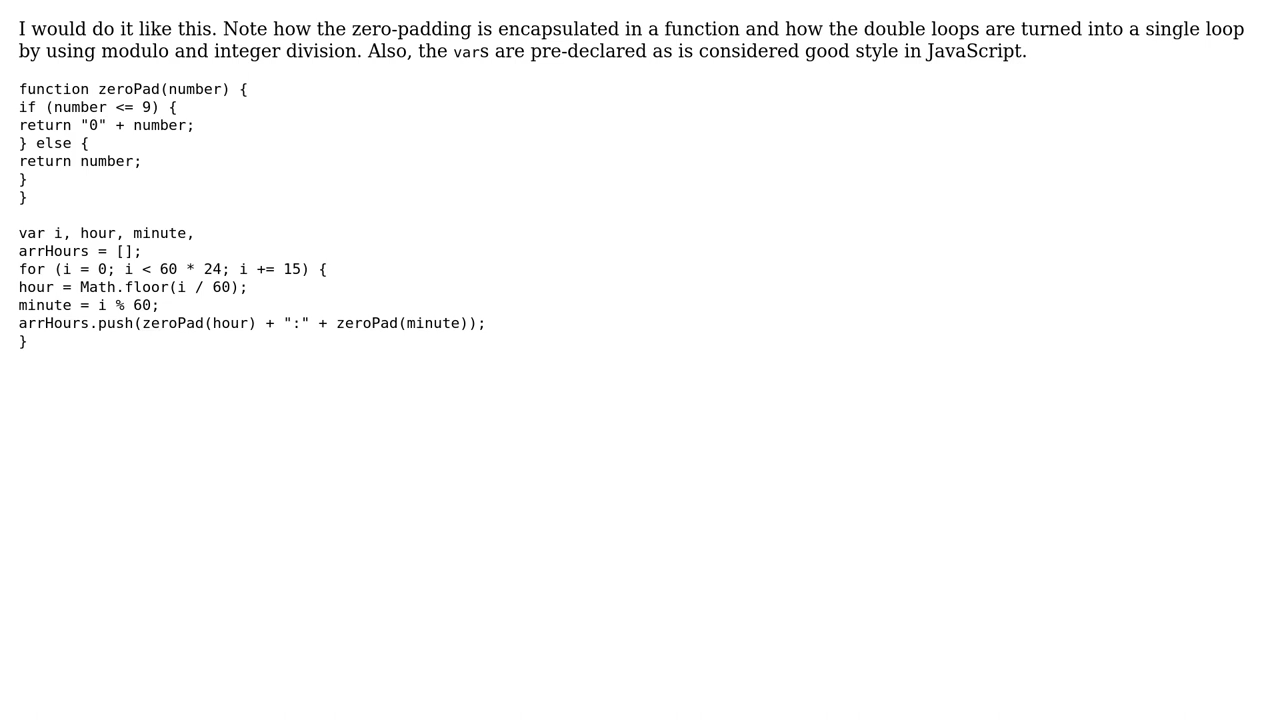 I would do it like this. Note how the zero-padding is encapsulated in a function and how the double loops are turned into a single loop
by using modulo and integer division. Also, the vars are pre-declared as is considered good style in JavaScript.

function zeroPad(number) {
if (number <= 9) {
return "0" + number;
} else {
return number;
}
}

var i, hour, minute,
arrHours = [];
for (i = 0; i < 60 * 24; i += 15) {
hour = Math.floor(i / 60);
minute = i % 60;
arrHours.push(zeroPad(hour) + ":" + zeroPad(minute));
}